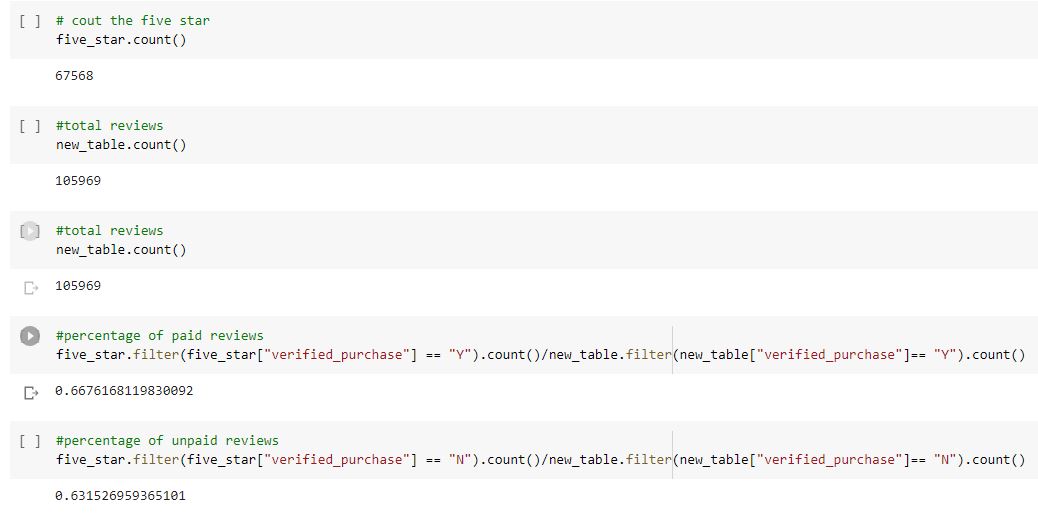 [ ] # cout the five star
five_star.count()
67568
[ ] #total reviews
new_table.count()
105969
[ ] #total reviews
new_table.count()
105969
#percentage of paid reviews
five_star.filter(five_star["verified_purchase"] == "Y").count()/new_table.filter(new_table["verified_purchase"]== "Y").count()
0.6676168119830092
[ ] #percentage of unpaid reviews
five_star.filter(five_star["verified_purchase"] == "N").count()/new_table.filter(new_table["verified_purchase"]== "N").count()
0.631526959365101